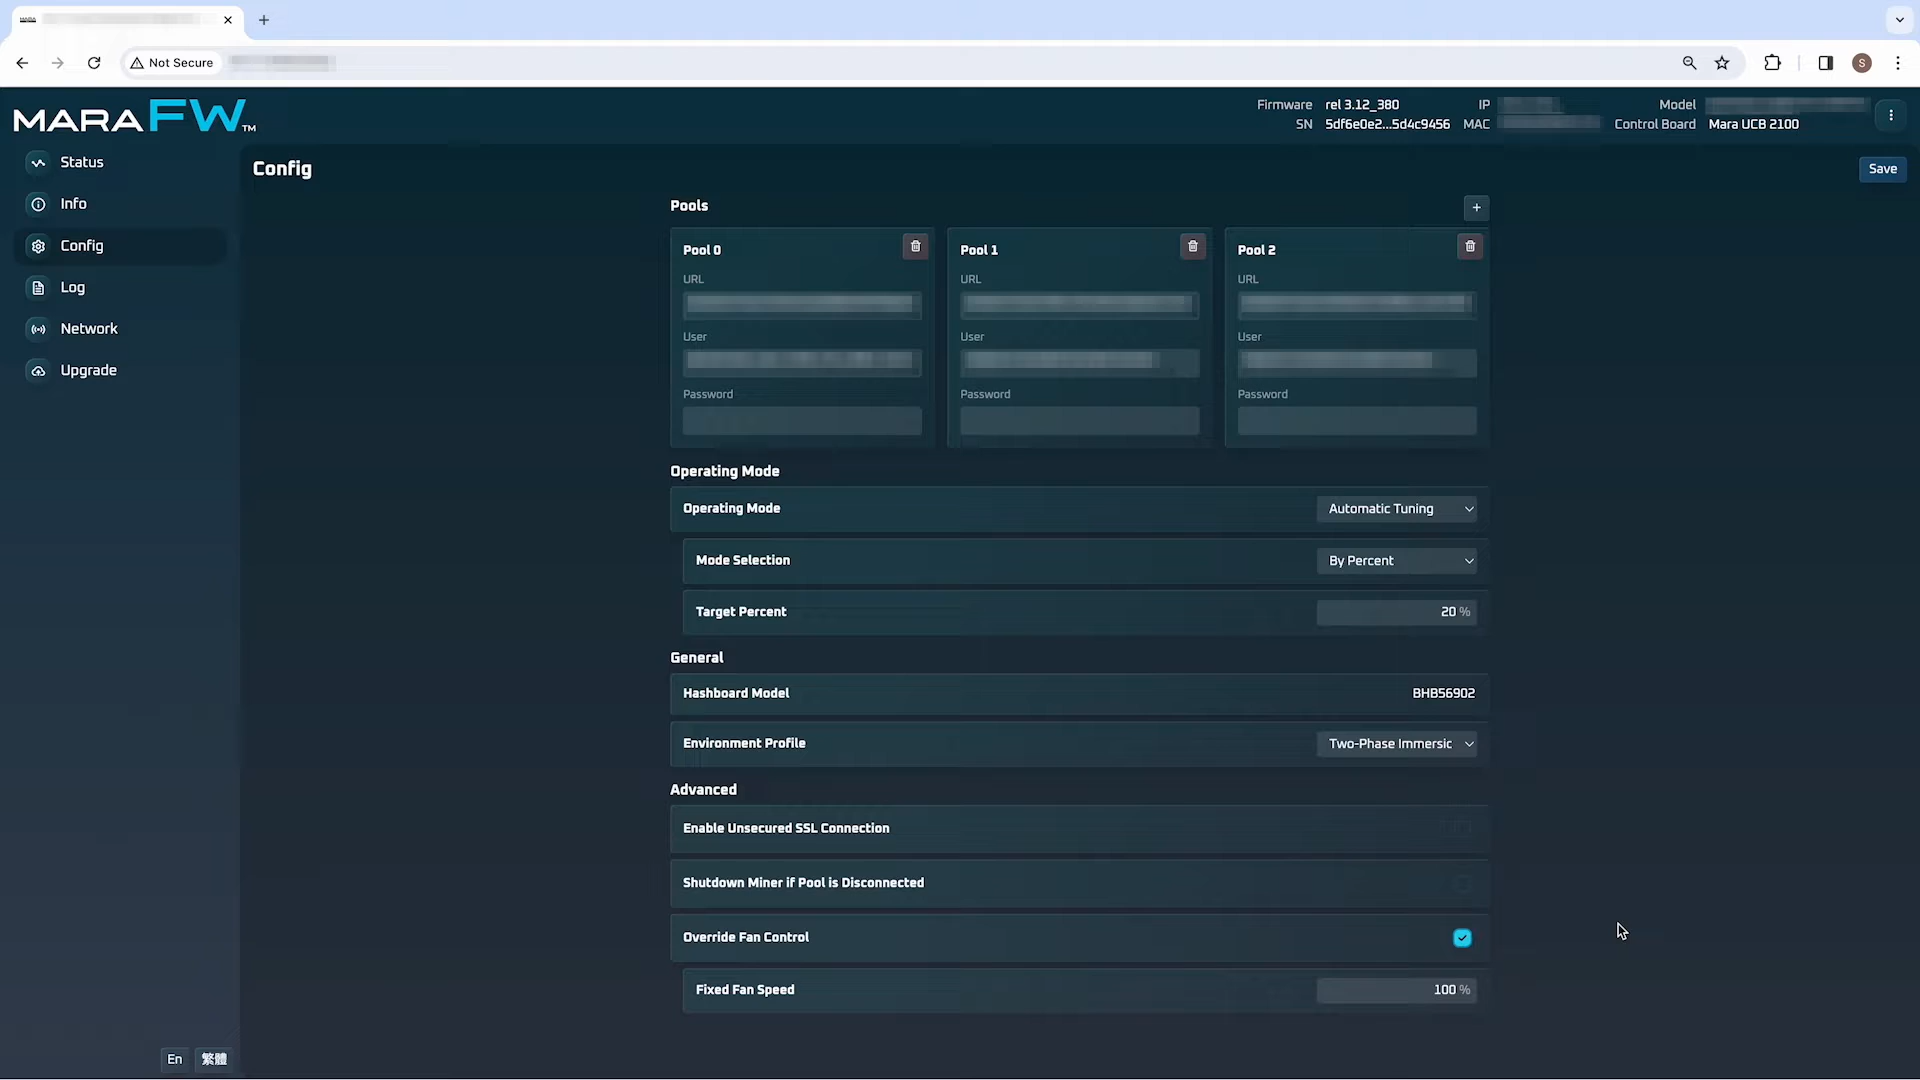 Not Secure
S
MARAFW™
Firmware rel 3.12_380 IP Model
SN 5df6e0e2...5d4c9456 MAC Control Board Mara UCB 2100
Status
Info
Config
Log
Network
Upgrade
Config
Save
Pools
+
Pool 0
URL
User
Password
Pool 1
URL
User
Password
Pool 2
URL
User
Password
Operating Mode
Operating Mode Automatic Tuning
Mode Selection By Percent
Target Percent 20 %
General
Hashboard Model BHB56902
Environment Profile Two-Phase Immersic
Advanced
Enable Unsecured SSL Connection
Shutdown Miner if Pool is Disconnected
Override Fan Control
Fixed Fan Speed 100 %
En 繁體